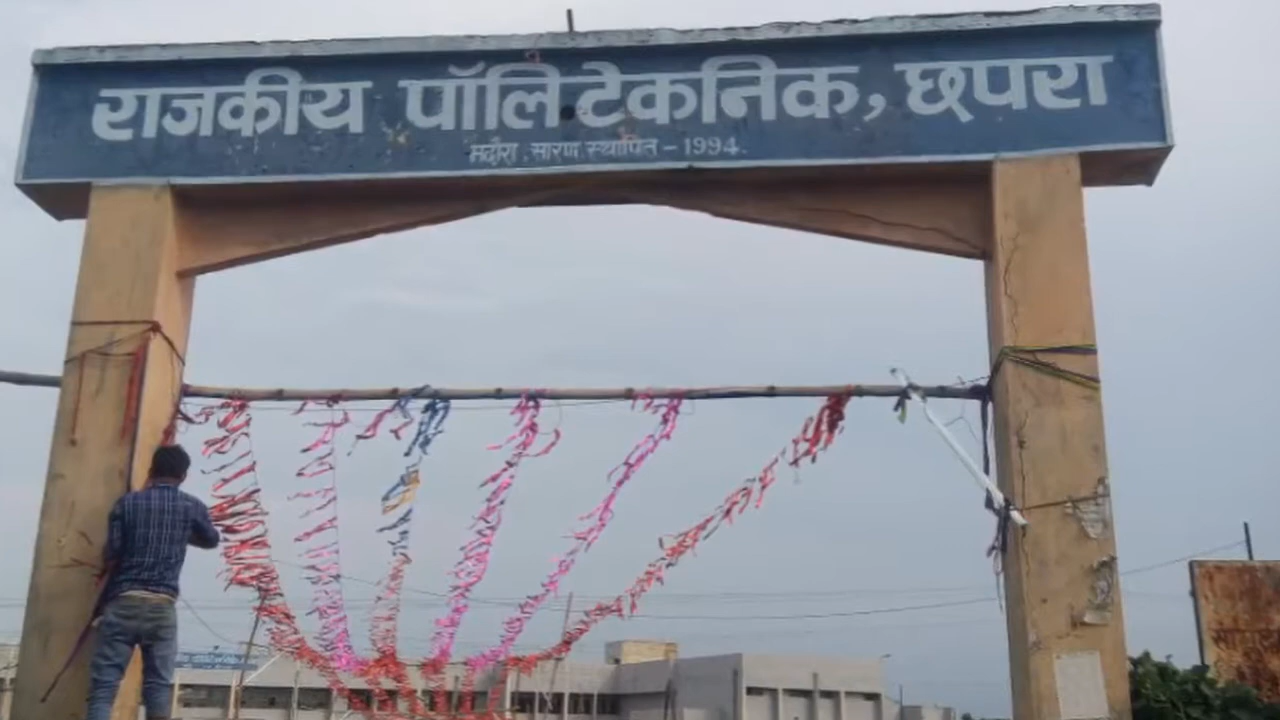 राजकीय पॉलिटेकनिक, छपरा
मढ़ौरा, सारण, स्थापित - 1994.